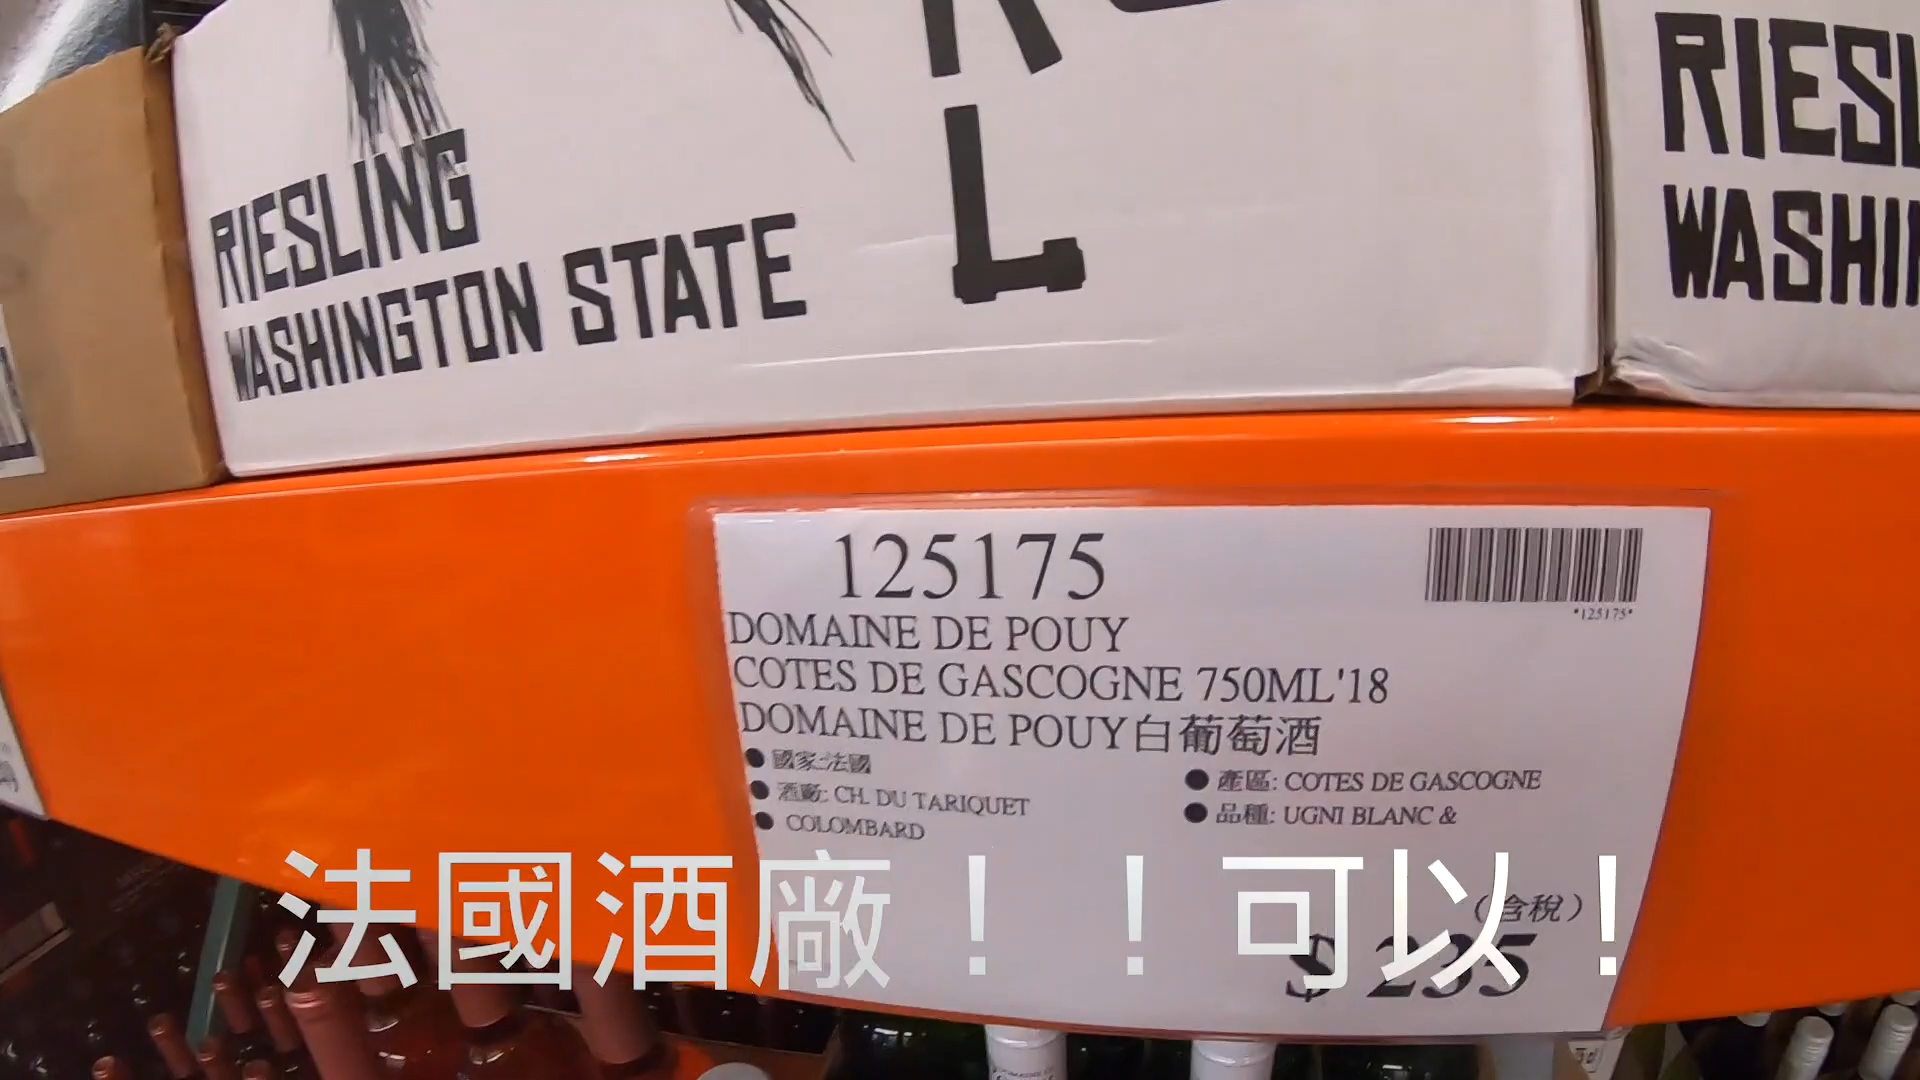 RIESLING
WASHINGTON STATE
L
125175
*125175*
DOMAINE DE POUY
COTES DE GASCOGNE 750ML'18
DOMAINE DE POUY白葡萄酒
國家:法國
酒廠: CH. DU TARIQUET
COLOMBARD
產區: COTES DE GASCOGNE
品種: UGNI BLANC &
(含稅)
$ 235
法國酒廠！！可以！